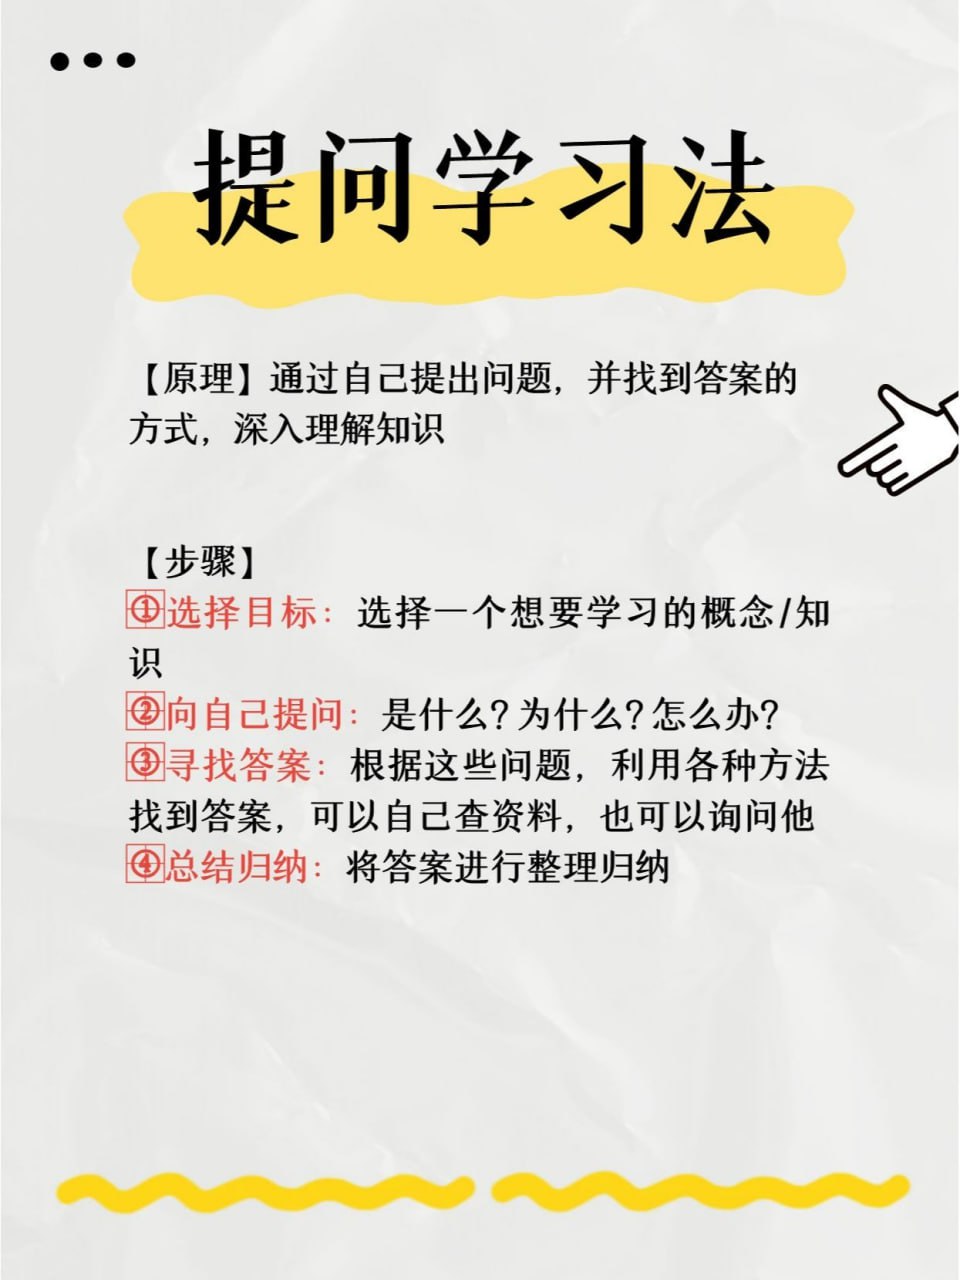 提问学习法
【原理】通过自己提出问题，并找到答案的
方式，深入理解知识
【步骤】
①选择目标：选择一个想要学习的概念/知
识
②向自己提问：是什么？为什么？怎么办？
③寻找答案：根据这些问题，利用各种方法
找到答案，可以自己查资料，也可以询问他
④总结归纳：将答案进行整理归纳